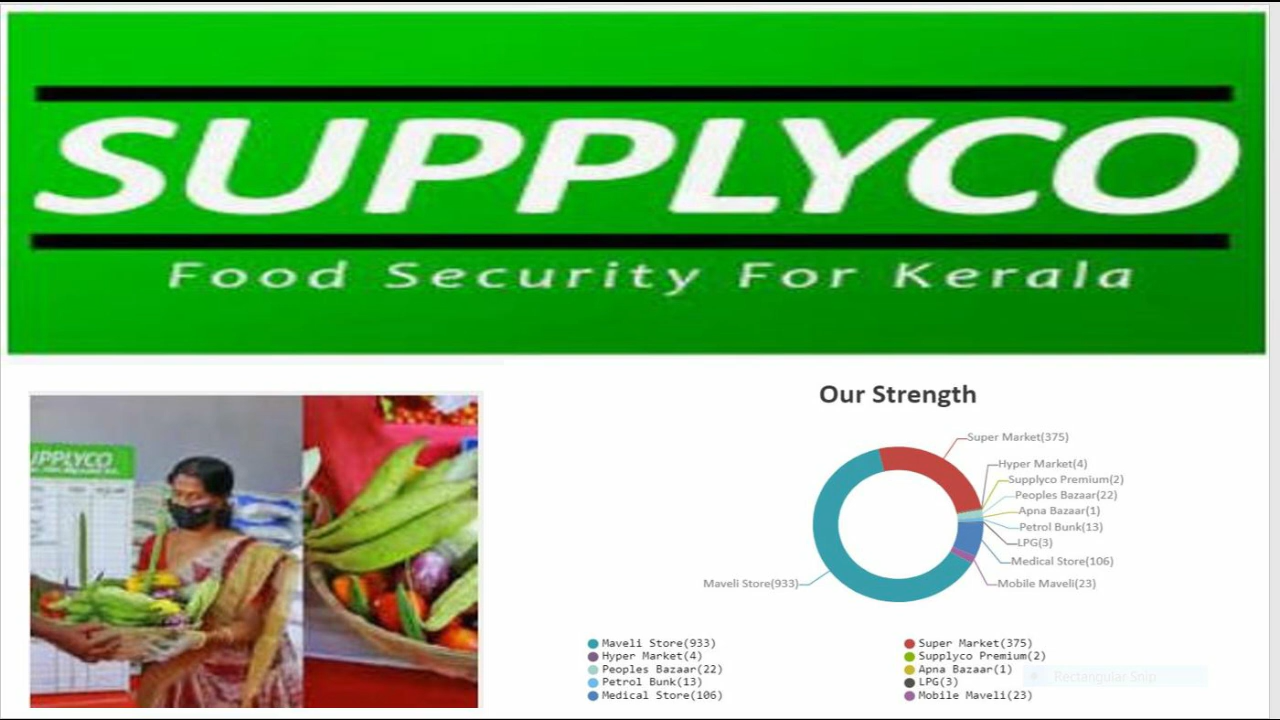 SUPPLYCO
Food Security For Kerala
Our Strength
Super Market(375)
Hyper Market(4)
Supplyco Premium(2)
Peoples Bazaar(22)
Apna Bazaar(1)
Petrol Bunk(13)
LPG(3)
Medical Store(106)
Mobile Maveli(23)
Maveli Store(933)
Maveli Store(933)
Super Market(375)
Hyper Market(4)
Supplyco Premium(2)
Peoples Bazaar(22)
Apna Bazaar(1)
Petrol Bunk(13)
LPG(3)
Medical Store(106)
Mobile Maveli(23)
Rectangular Snip
UPPLYCO